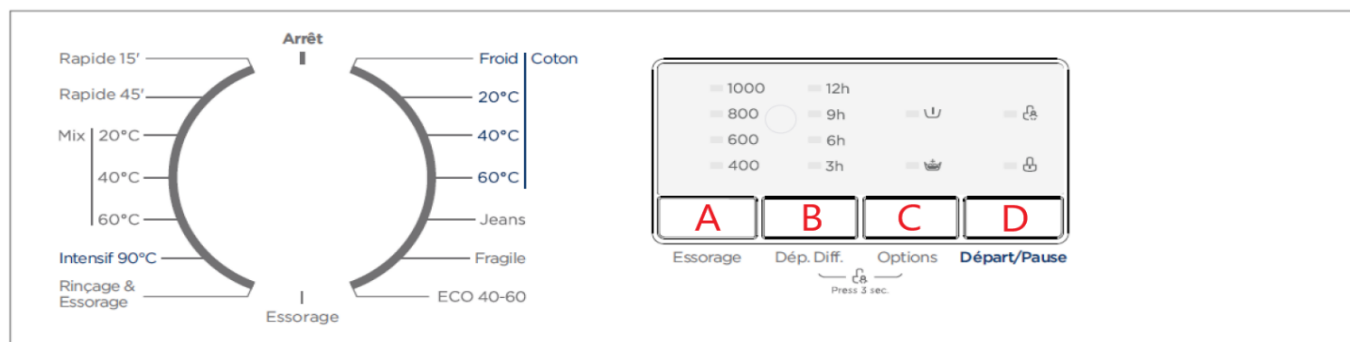 Arrêt
Rapide 15'
Rapide 45'
Mix 20°C
40°C
60°C
Intensif 90°C
Rinçage &
Essorage
Essorage
Froid Coton
20°C
40°C
60°C
Jeans
Fragile
ECO 40-60
1000 12h
800 9h
600 6h
400 3h
A B C D
Essorage Dép. Diff. Options Départ/Pause
Press 3 sec.